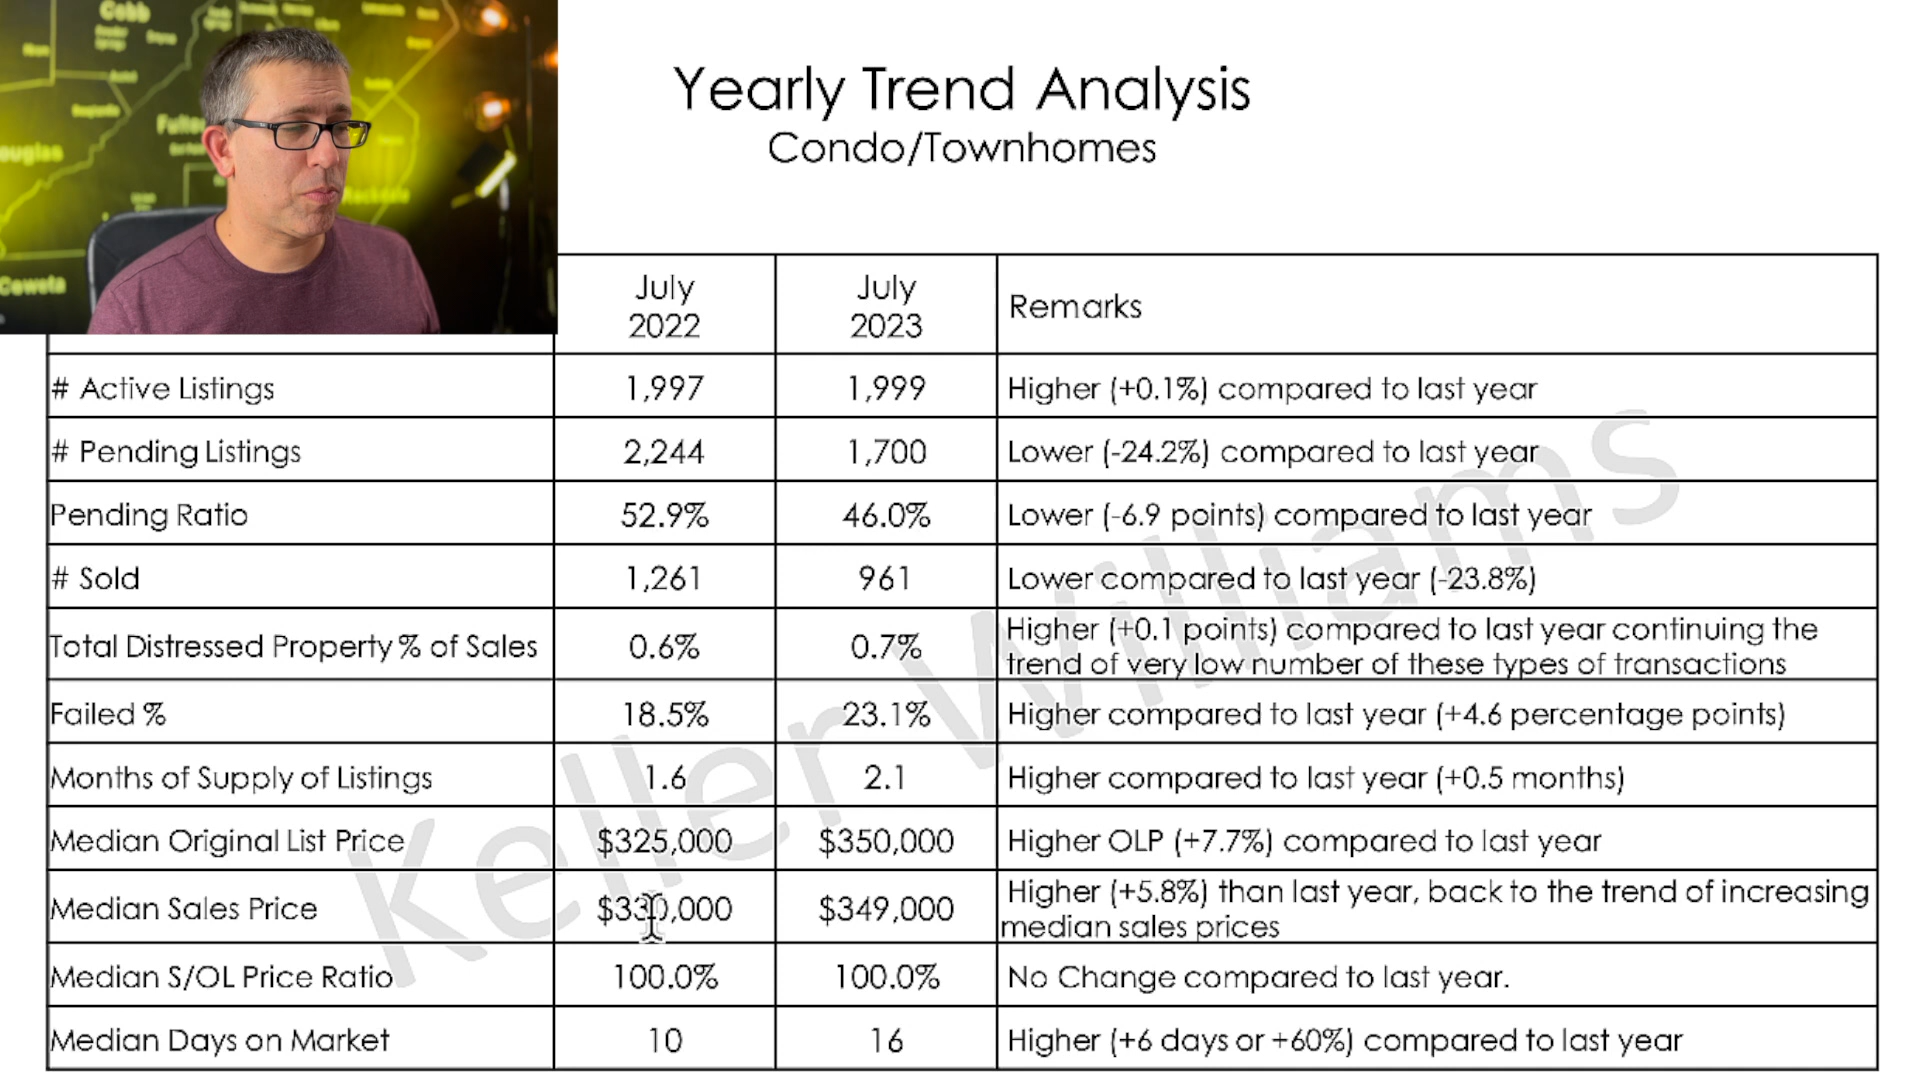 Cobb
Fulton
Douglas
Rockdale
Coweta
Yearly Trend Analysis
Condo/Townhomes
July
2022
July
2023
Remarks
# Active Listings 1,997 1,999 Higher (+0.1%) compared to last year
# Pending Listings 2,244 1,700 Lower (-24.2%) compared to last year
Pending Ratio 52.9% 46.0% Lower (-6.9 points) compared to last year
# Sold 1,261 961 Lower compared to last year (-23.8%)
Total Distressed Property % of Sales 0.6% 0.7% Higher (+0.1 points) compared to last year continuing the
trend of very low number of these types of transactions
Failed % 18.5% 23.1% Higher compared to last year (+4.6 percentage points)
Months of Supply of Listings 1.6 2.1 Higher compared to last year (+0.5 months)
Median Original List Price $325,000 $350,000 Higher OLP (+7.7%) compared to last year
Median Sales Price $330,000 $349,000 Higher (+5.8%) than last year, back to the trend of increasing
median sales prices
Median S/OL Price Ratio 100.0% 100.0% No Change compared to last year.
Median Days on Market 10 16 Higher (+6 days or +60%) compared to last year
Keller Williams